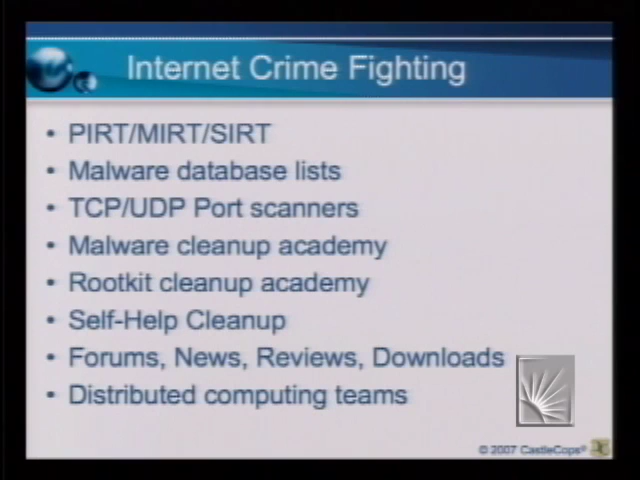 Internet Crime Fighting
• PIRT/MIRT/SIRT
• Malware database lists
• TCP/UDP Port scanners
• Malware cleanup academy
• Rootkit cleanup academy
• Self-Help Cleanup
• Forums, News, Reviews, Downloads
• Distributed computing teams
© 2007 CastleCops®